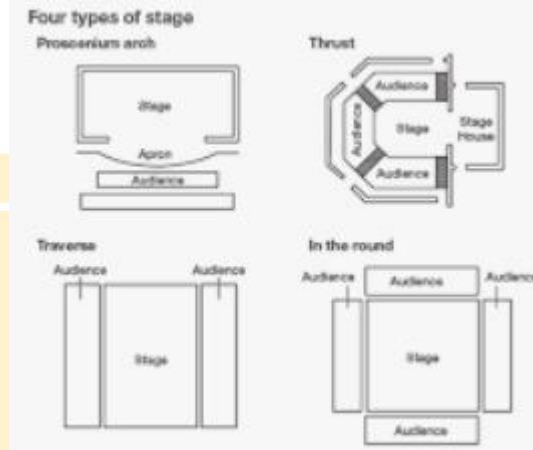 Four types of stage
Proscenium arch
Stage
Apron
Audience
Thrust
Audience
Audience
Stage
Stage
House
Audience
Traverse
Audience
Audience
Stage
In the round
Audience
Audience
Audience
Stage
Audience